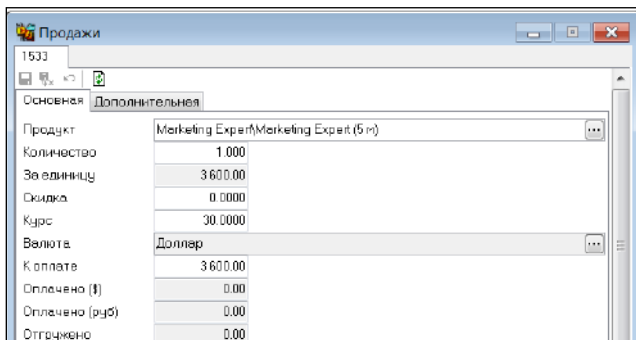 Продажи
1533
Основная Дополнительная
Продукт Marketing Expert\Marketing Expert (5 м) ...
Количество 1.000
За единицу 3 600.00
Скидка 0.0000
Курс 30.0000
Валюта Доллар ...
К оплате 3 600.00
Оплачено ($) 0.00
Оплачено (руб) 0.00
Отгружено 0.00